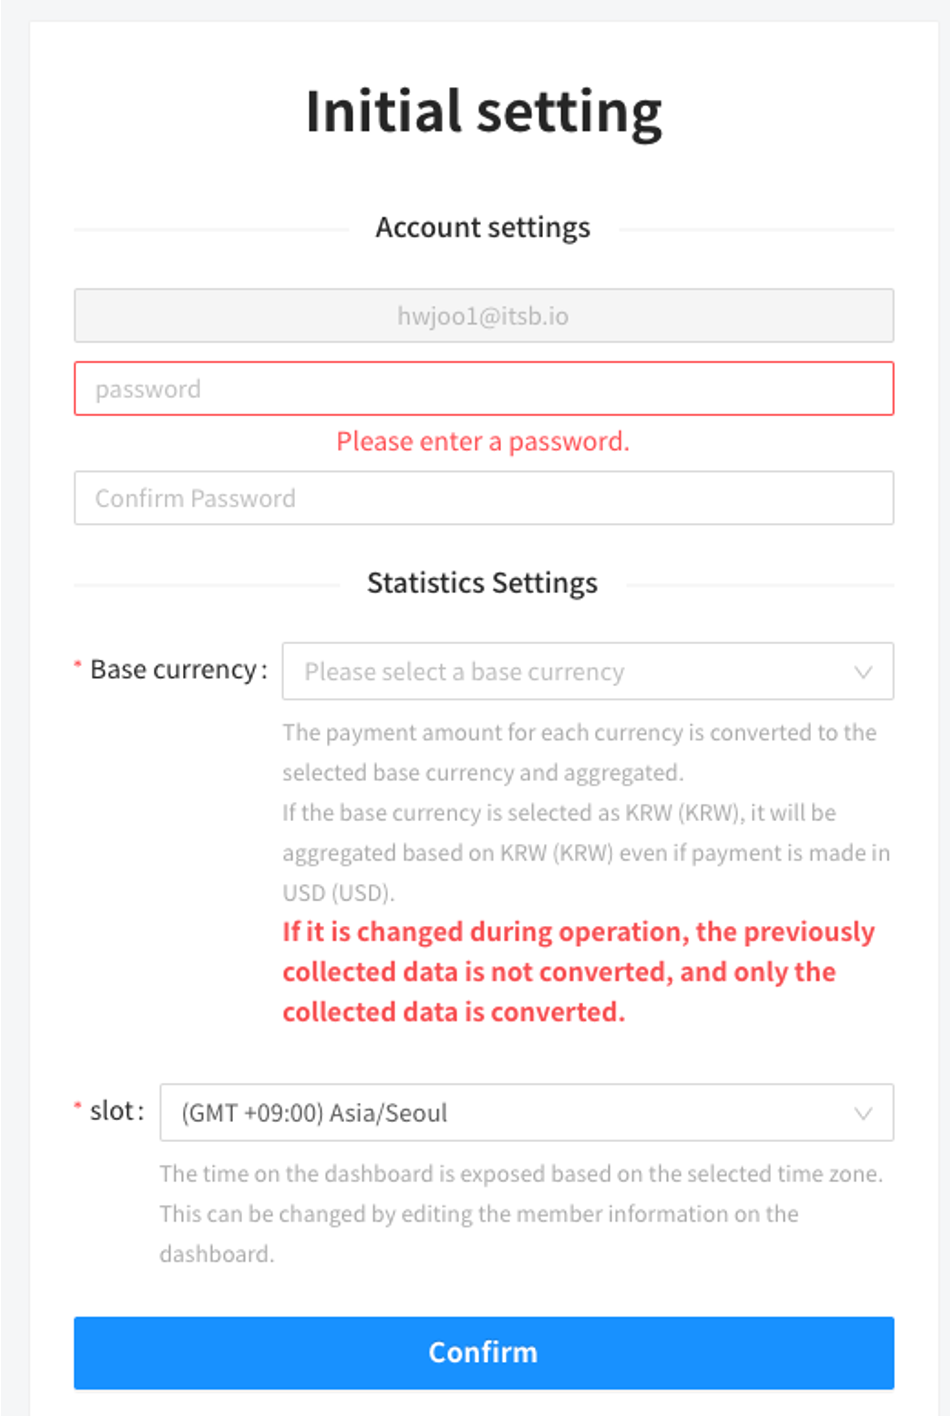 Initial setting
Account settings
hwjoo1@itsb.io
password
Please enter a password.
Confirm Password
Statistics Settings
* Base currency :
Please select a base currency
The payment amount for each currency is converted to the
selected base currency and aggregated.
If the base currency is selected as KRW (KRW), it will be
aggregated based on KRW (KRW) even if payment is made in
USD (USD).
If it is changed during operation, the previously
collected data is not converted, and only the
collected data is converted.
* slot :
(GMT +09:00) Asia/Seoul
The time on the dashboard is exposed based on the selected time zone.
This can be changed by editing the member information on the
dashboard.
Confirm